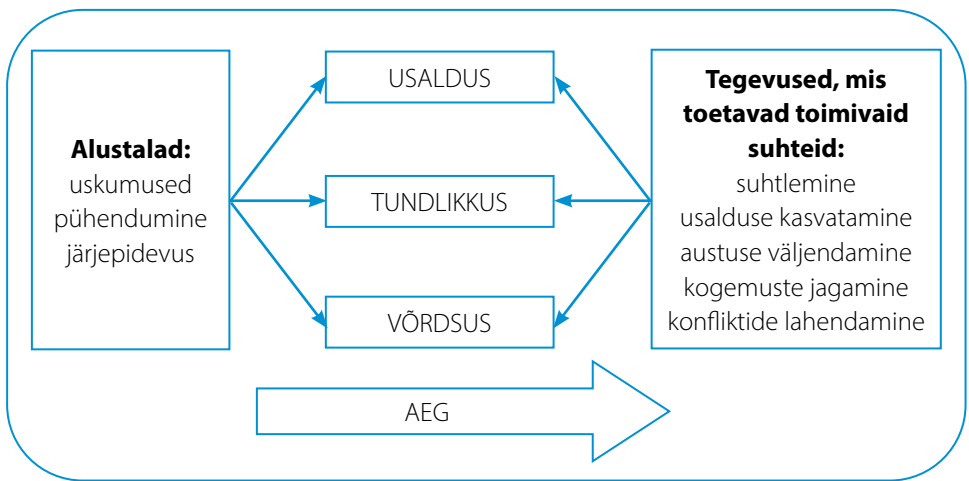 Alustalad:
uskumused
pühendumine
järjepidevus
USALDUS
TUNDLIKKUS
VÕRDSUS
Tegevused, mis
toetavad toimivaid
suhteid:
suhtlemine
usalduse kasvatamine
austuse väljendamine
kogemuste jagamine
konfliktide lahendamine
AEG